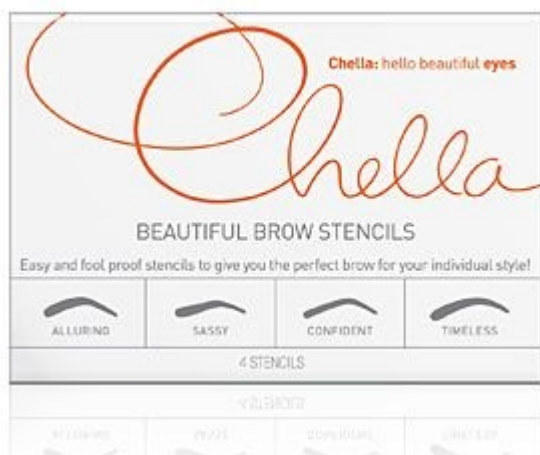 Chella: hello beautiful eyes
Chella
BEAUTIFUL BROW STENCILS
Easy and fool proof stencils to give you the perfect brow for your individual style!
ALLURING
SASSY
CONFIDENT
TIMELESS
4 STENCILS